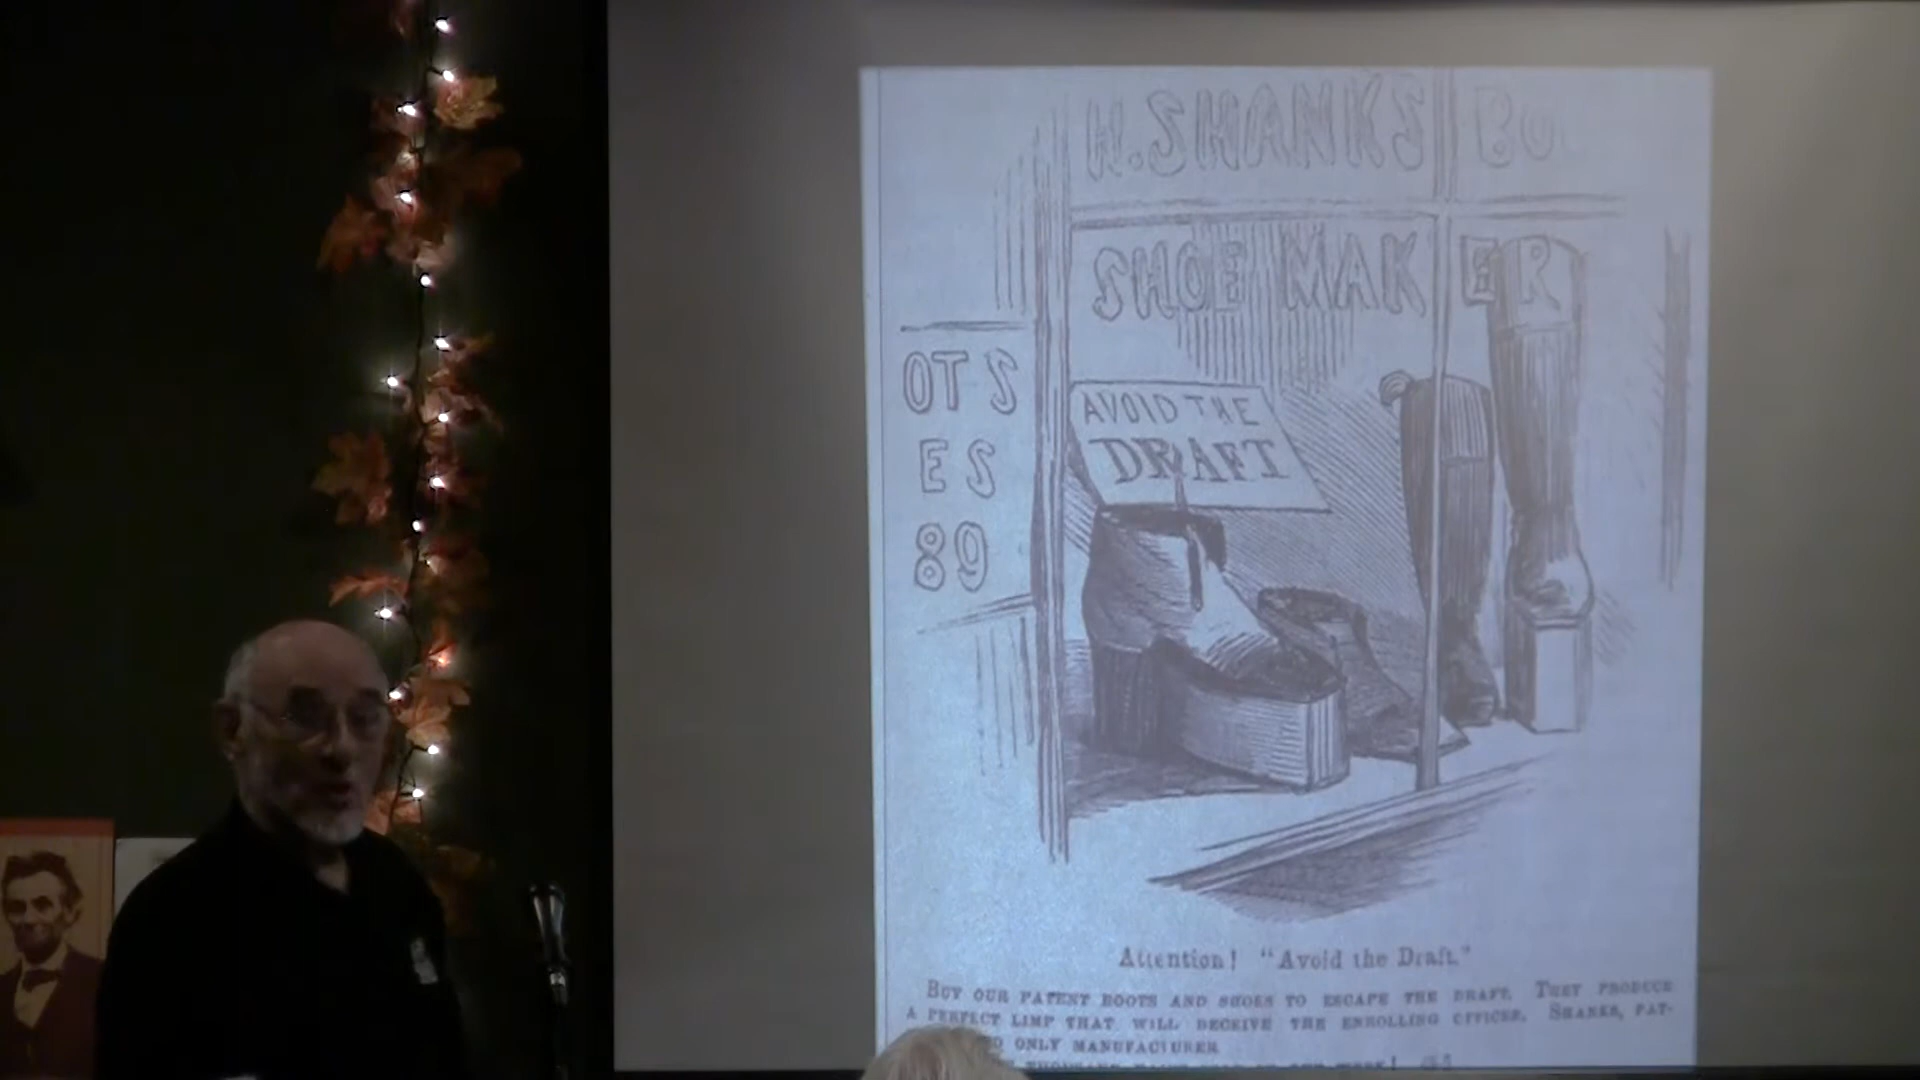 H. SHANKS BO
SHOE MAKER
OTS
ES
89
AVOID THE
DRAFT
Attention! "Avoid the Draft."
BUY OUR PATENT BOOTS AND SHOES TO ESCAPE THE DRAFT. THEY PRODUCE
A PERFECT LIMP THAT WILL DECEIVE THE ENROLLING OFFICER. SHANKS, PAT-
ONLY MANUFACTURER